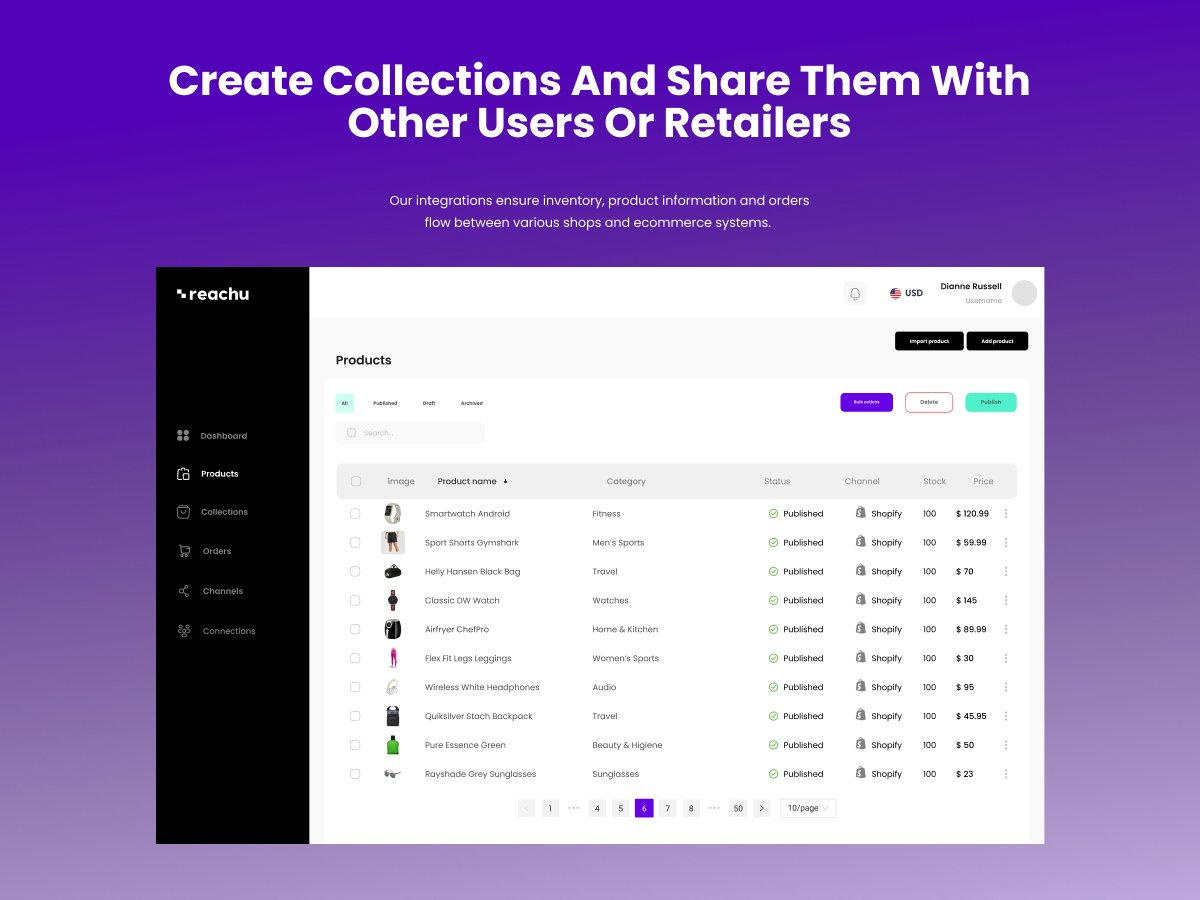 Create Collections And Share Them With
Other Users Or Retailers
Our integrations ensure inventory, product information and orders
flow between various shops and ecommerce systems.
reachu
USD
Dianne Russell
Username
Import product
Add product
Products
All
Published
Draft
Archived
Bulk actions
Delete
Publish
Search...
Dashboard
Products
Collections
Orders
Channels
Connections
image Product name Category Status Channel Stock Price
Smartwatch Android Fitness Published Shopify 100 $ 120.99
Sport Shorts Gymshark Men's Sports Published Shopify 100 $ 59.99
Helly Hansen Black Bag Travel Published Shopify 100 $ 70
Classic DW Watch Watches Published Shopify 100 $ 145
Airfryer ChefPro Home & Kitchen Published Shopify 100 $ 89.99
Flex Fit Legs Leggings Women's Sports Published Shopify 100 $ 30
Wireless White Headphones Audio Published Shopify 100 $ 95
Quiksilver Stach Backpack Travel Published Shopify 100 $ 45.95
Pure Essence Green Beauty & Higiene Published Shopify 100 $ 50
Rayshade Grey Sunglasses Sunglasses Published Shopify 100 $ 23
1 ••• 4 5 6 7 8 ••• 50 10/page